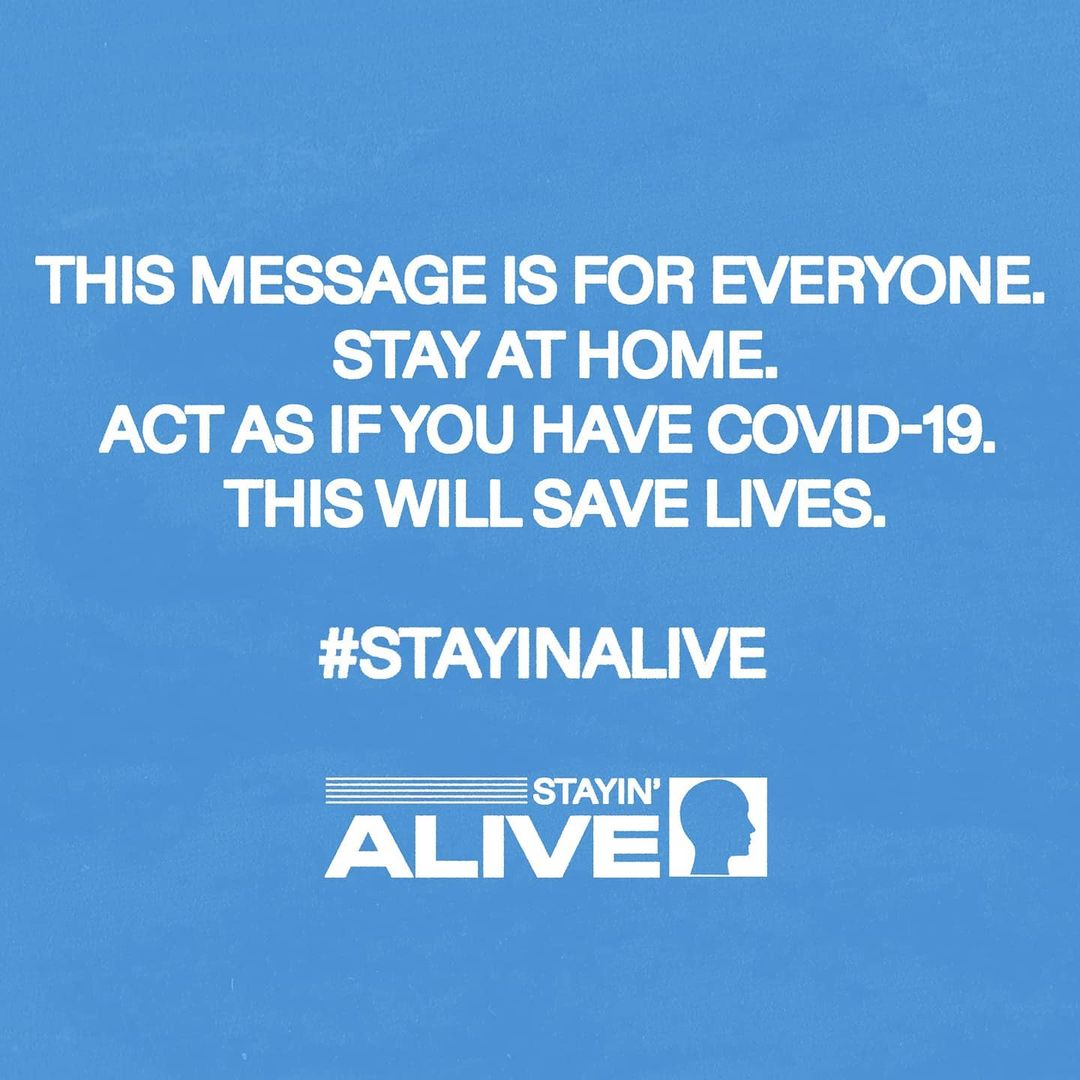 THIS MESSAGE IS FOR EVERYONE.
STAY AT HOME.
ACT AS IF YOU HAVE COVID-19.
THIS WILL SAVE LIVES.
#STAYINALIVE
STAYIN’
ALIVE